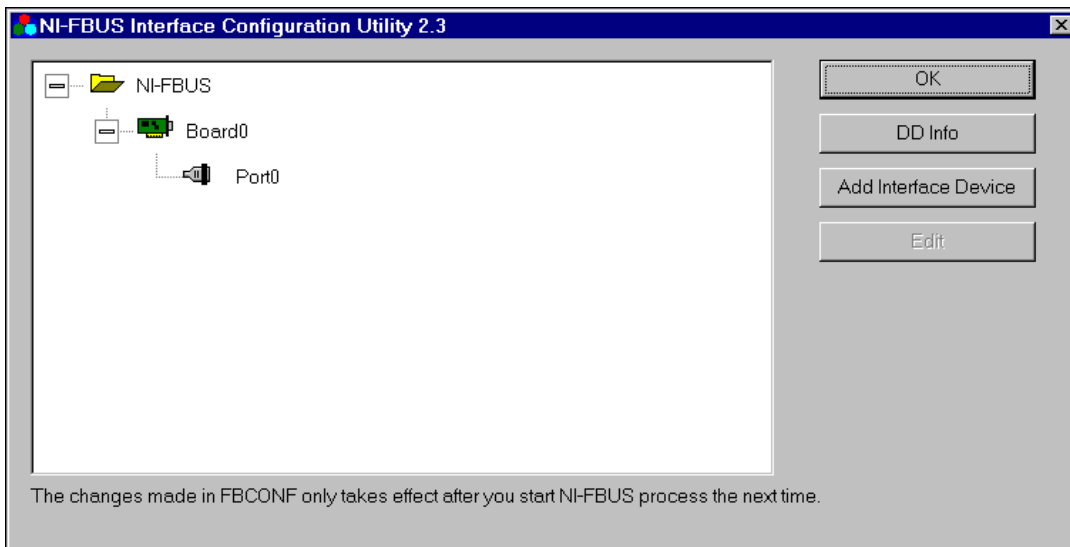 NI-FBUS Interface Configuration Utility 2.3
NI-FBUS
Board0
Port0
OK
DD Info
Add Interface Device
Edit
The changes made in FBCONF only takes effect after you start NI-FBUS process the next time.